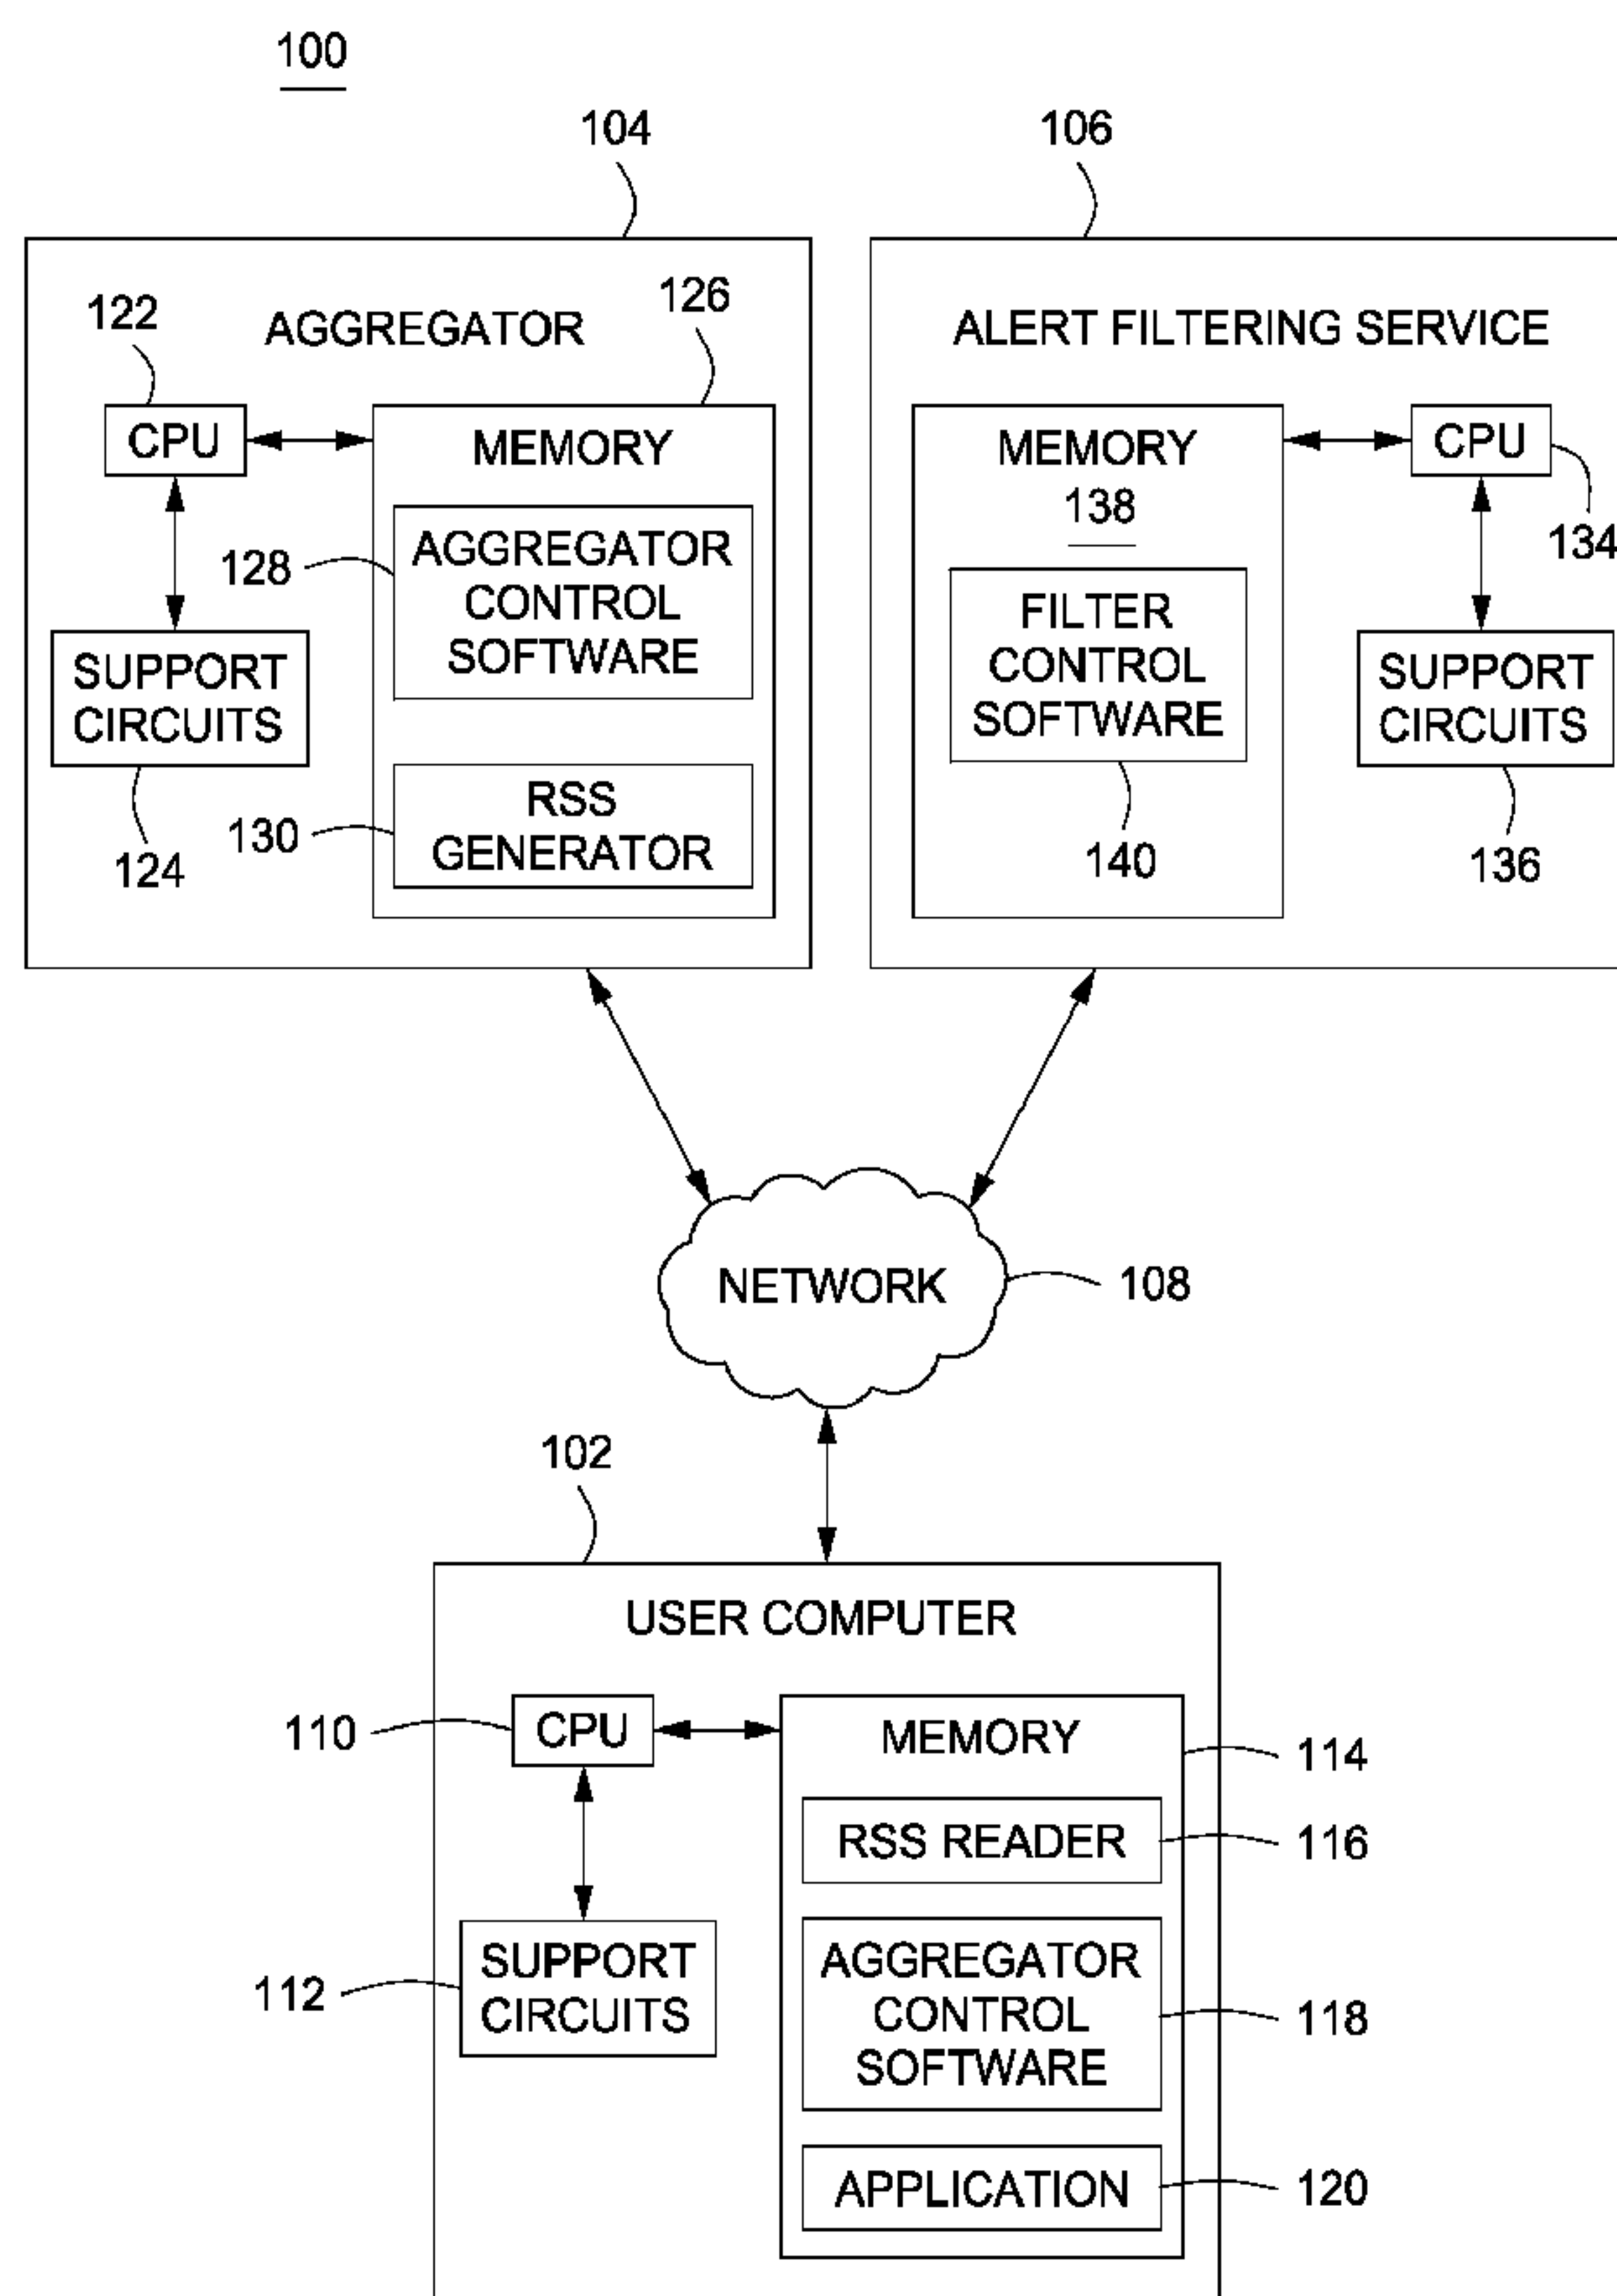 100
104
106
AGGREGATOR
122
126
CPU
MEMORY
128
AGGREGATOR
CONTROL
SOFTWARE
SUPPORT
CIRCUITS
124
130
RSS
GENERATOR
ALERT FILTERING SERVICE
MEMORY
138
CPU
134
FILTER
CONTROL
SOFTWARE
140
SUPPORT
CIRCUITS
136
NETWORK
108
102
USER COMPUTER
110
CPU
MEMORY
114
RSS READER
116
112
SUPPORT
CIRCUITS
AGGREGATOR
CONTROL
SOFTWARE
118
APPLICATION
120